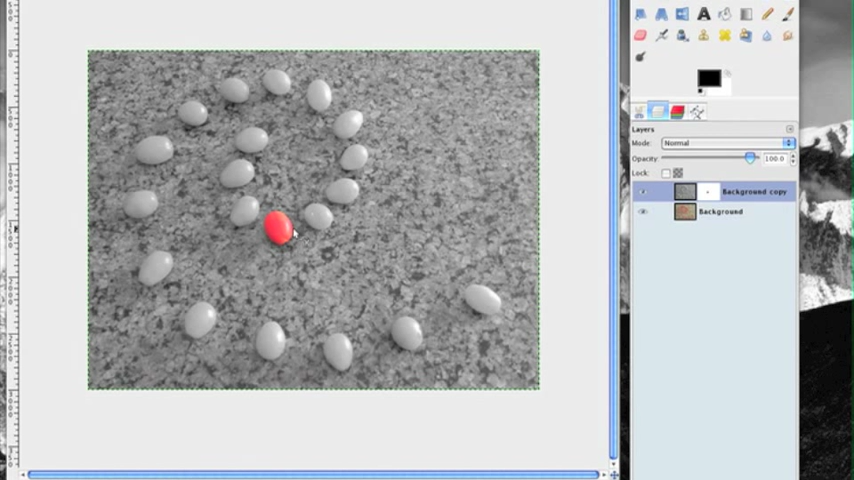 Layers
Mode: Normal
Opacity: 100.0
Lock:
Background copy
Background